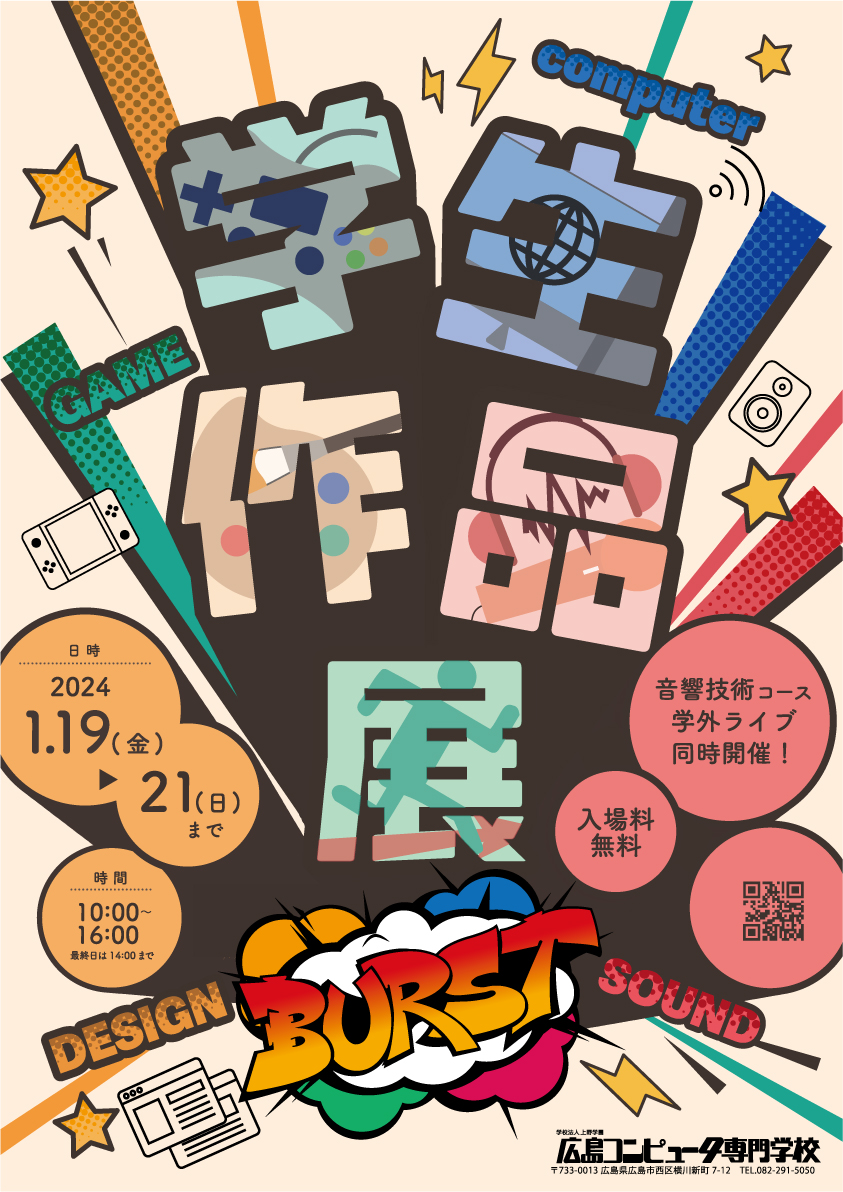 computer
学生
GAME
作品
展
日時
2024
1.19(金)
▶ 21(日)
まで
時間
10:00~
16:00
最終日は14:00まで
音響技術コース
学外ライブ
同時開催！
入場料
無料
BURST
DESIGN
SOUND
学校法人 上野学園
広島コンピュータ専門学校
〒733-0013 広島県広島市西区横川新町 7-12 TEL.082-291-5050